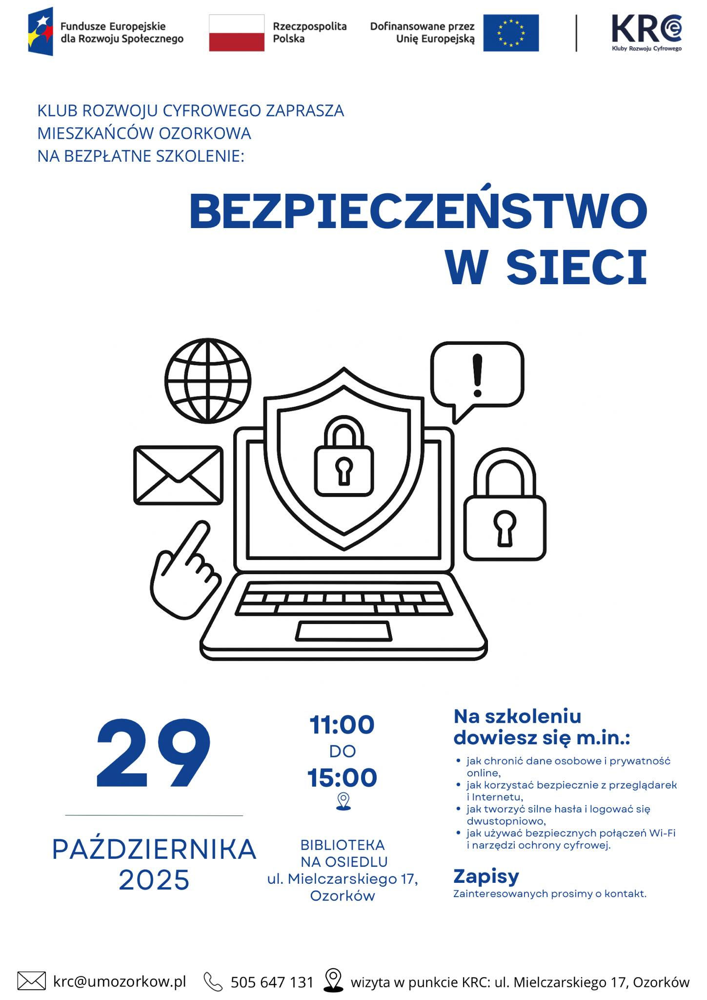 Fundusze Europejskie
dla Rozwoju Społecznego
Rzeczpospolita
Polska
Dofinansowane przez
Unię Europejską
KRC
Kluby Rozwoju Cyfrowego
KLUB ROZWOJU CYFROWEGO ZAPRASZA
MIESZKAŃCÓW OZORKOWA
NA BEZPŁATNE SZKOLENIE:
BEZPIECZEŃSTWO
W SIECI
29
PAŹDZIERNIKA
2025
11:00
DO
15:00
BIBLIOTEKA
NA OSIEDLU
ul. Mielczarskiego 17,
Ozorków
Na szkoleniu
dowiesz się m.in.:
• jak chronić dane osobowe i prywatność
online,
• jak korzystać bezpiecznie z przeglądarek
i Internetu,
• jak tworzyć silne hasła i logować się
dwustopniowo,
• jak używać bezpiecznych połączeń Wi-Fi
i narzędzi ochrony cyfrowej.
Zapisy
Zainteresowanych prosimy o kontakt.
krc@umozorkow.pl
505 647 131
wizyta w punkcie KRC: ul. Mielczarskiego 17, Ozorków